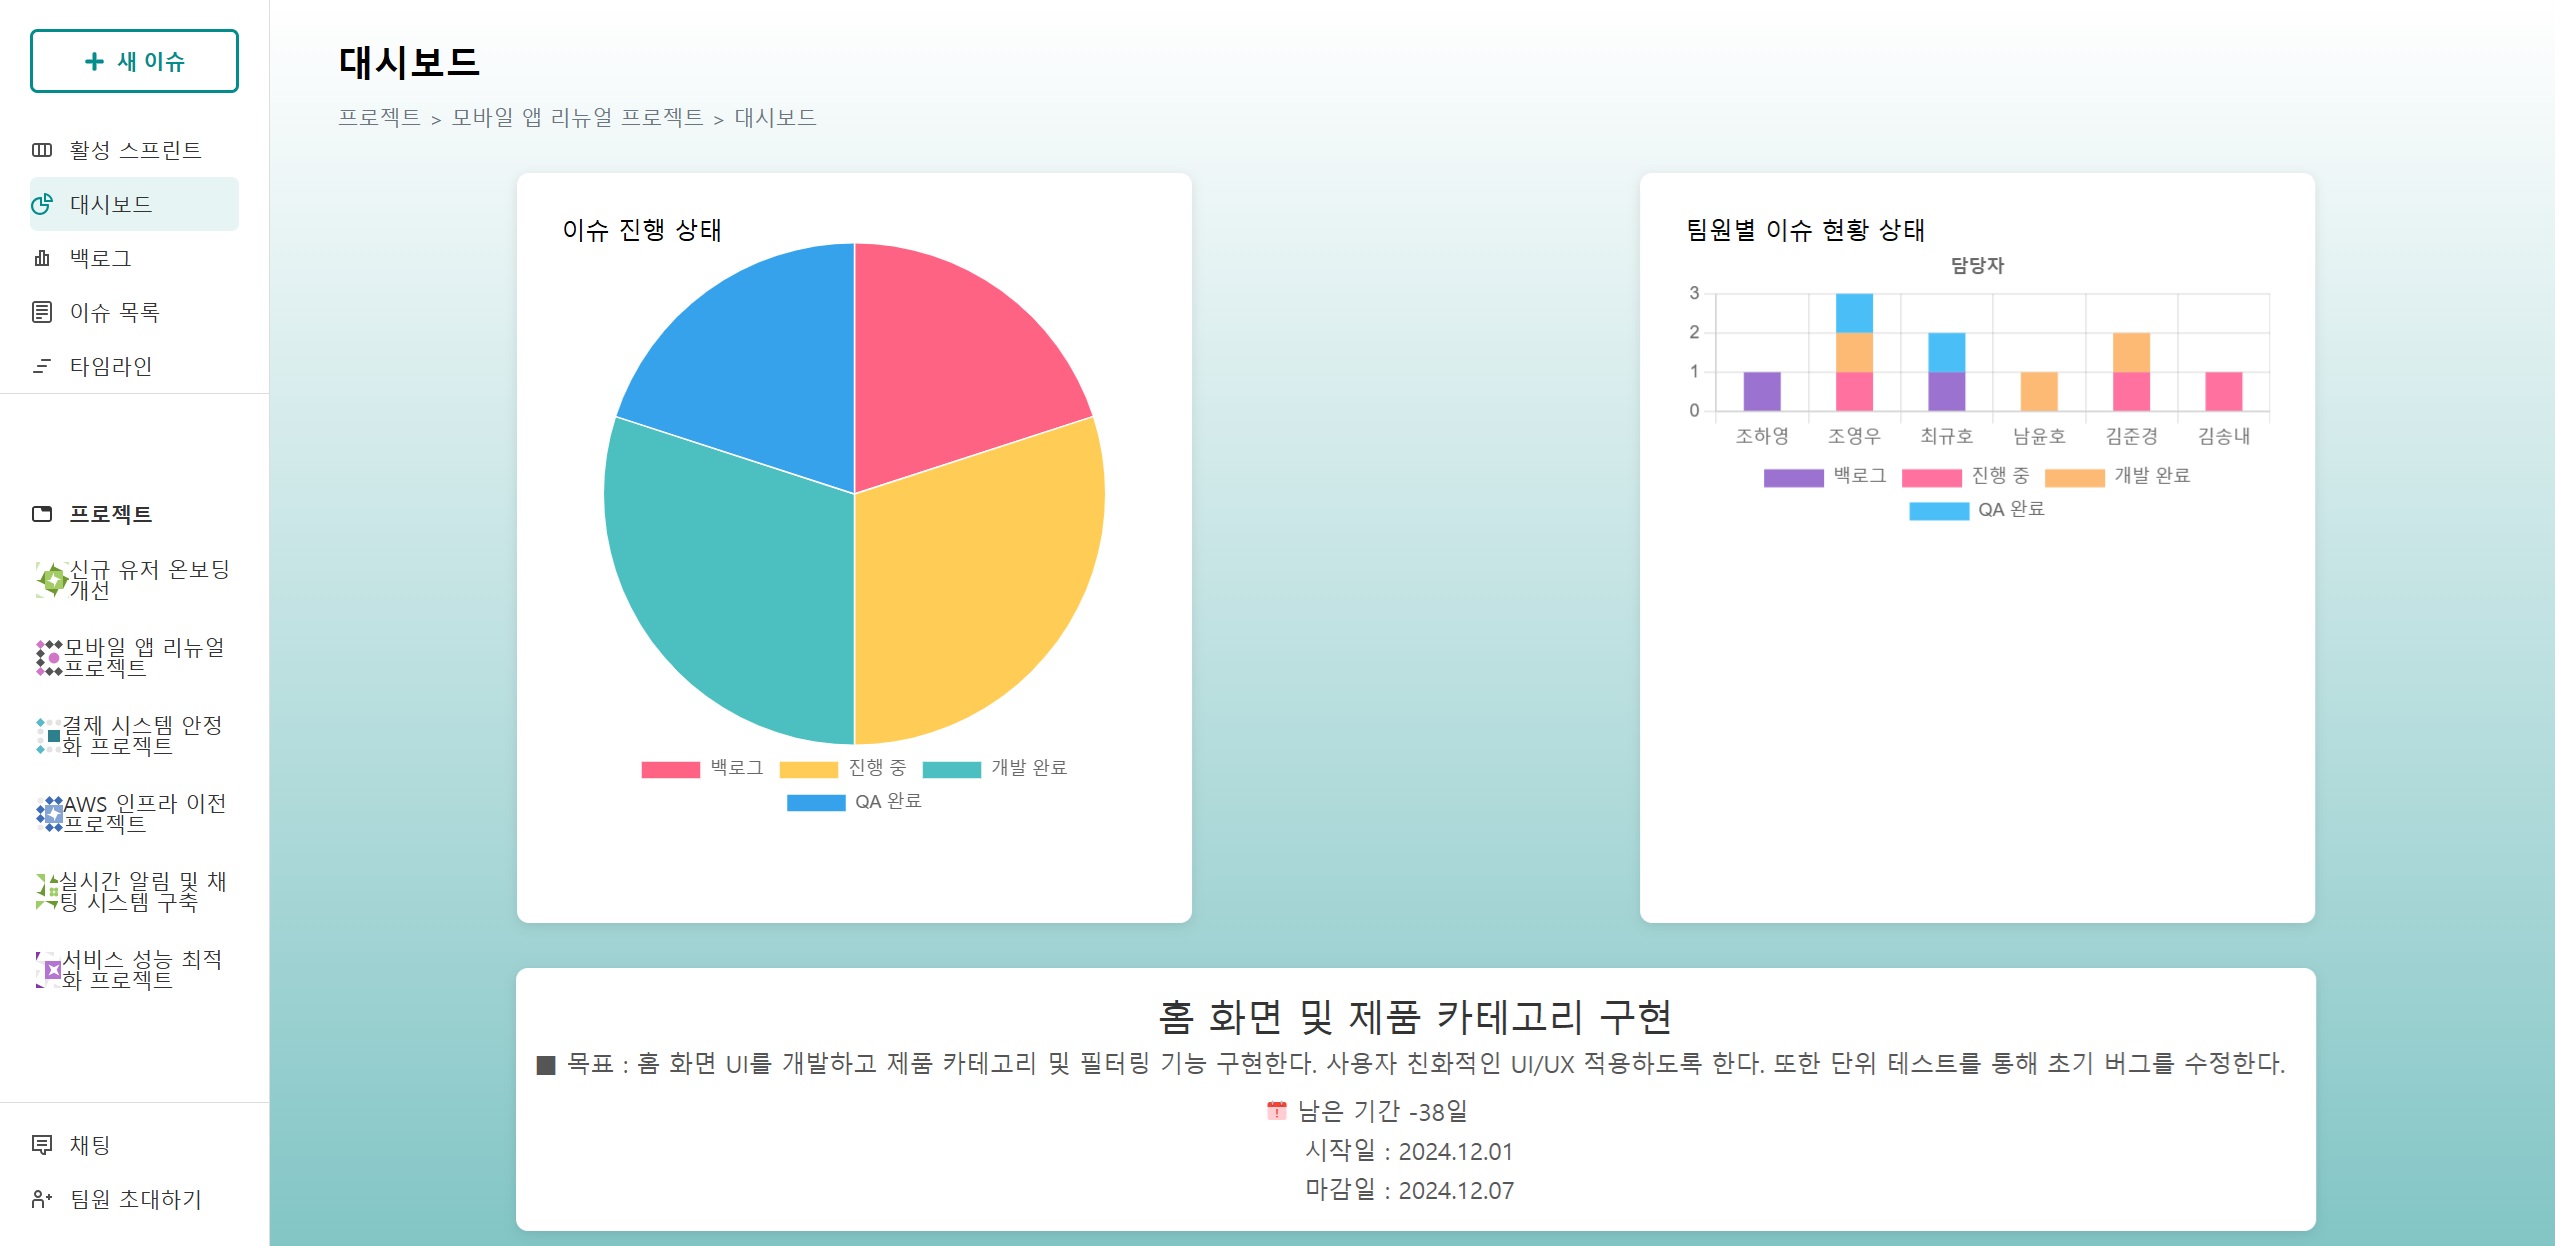 새 이슈
활성 스프린트
대시보드
백로그
이슈 목록
타임라인
프로젝트
신규 유저 온보딩
개선
모바일 앱 리뉴얼
프로젝트
결제 시스템 안정
화 프로젝트
AWS 인프라 이전
프로젝트
실시간 알림 및 채
팅 시스템 구축
서비스 성능 최적
화 프로젝트
채팅
팀원 초대하기
대시보드
프로젝트 > 모바일 앱 리뉴얼 프로젝트 > 대시보드
이슈 진행 상태
백로그 진행 중 개발 완료
QA 완료
팀원별 이슈 현황 상태
담당자
3
2
1
0
조하영 조영우 최규호 남윤호 김준경 김송내
백로그 진행 중 개발 완료
QA 완료
홈 화면 및 제품 카테고리 구현
■ 목표 : 홈 화면 UI를 개발하고 제품 카테고리 및 필터링 기능 구현한다. 사용자 친화적인 UI/UX 적용하도록 한다. 또한 단위 테스트를 통해 초기 버그를 수정한다.
남은 기간 -38일
시작일 : 2024.12.01
마감일 : 2024.12.07